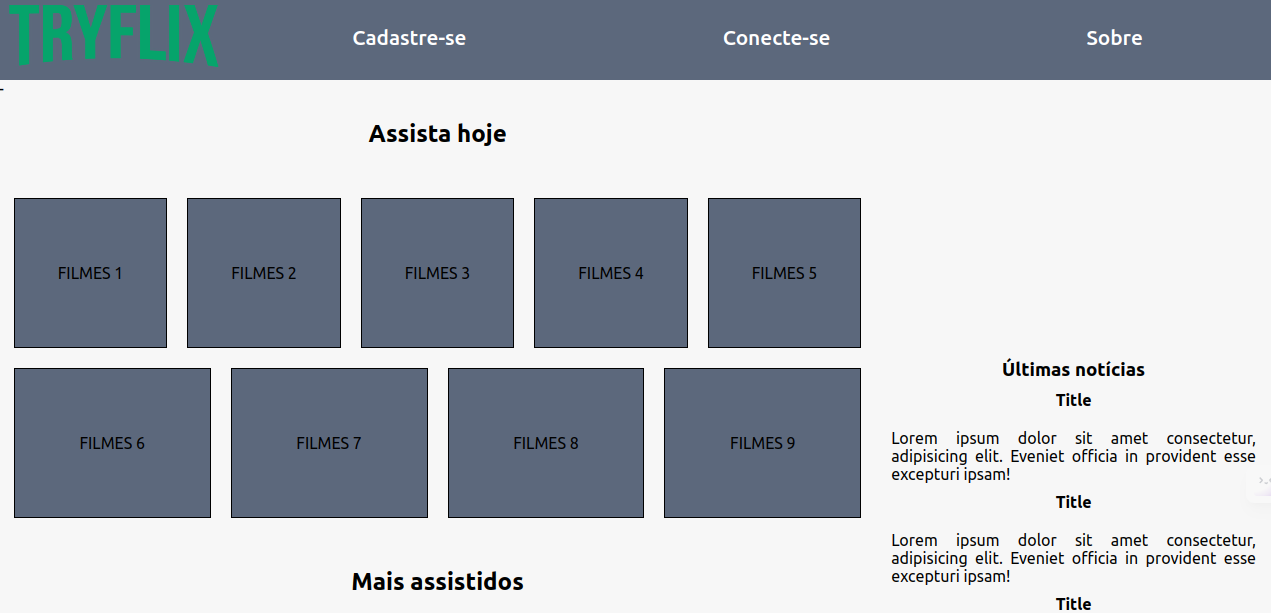 TRYFLIX
Cadastre-se
Conecte-se
Sobre
-
Assista hoje
FILMES 1
FILMES 2
FILMES 3
FILMES 4
FILMES 5
FILMES 6
FILMES 7
FILMES 8
FILMES 9
Mais assistidos
Últimas notícias
Title
Lorem ipsum dolor sit amet consectetur,
adipisicing elit. Eveniet officia in provident esse
excepturi ipsam!
Title
Lorem ipsum dolor sit amet consectetur,
adipisicing elit. Eveniet officia in provident esse
excepturi ipsam!
Title